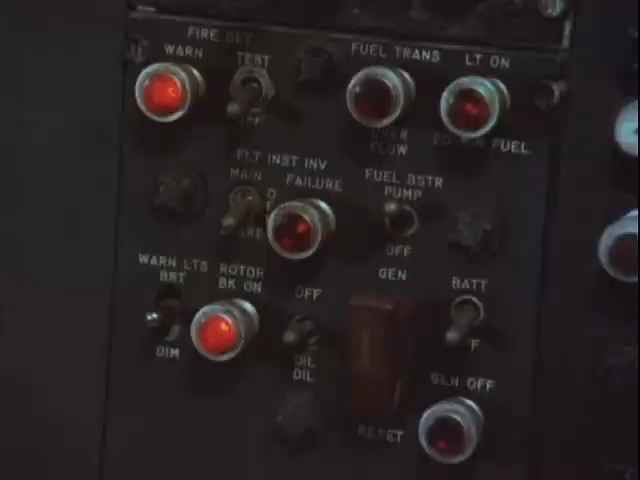 FIRE DET
WARN
TEST
FUEL TRANS
LT ON
FLOW
FUEL
FLT INST INV
MAIN
FAILURE
FUEL BSTR
PUMP
OFF
WARN LTS
BRT
DIM
ROTOR
BK ON
OFF
OIL
DIL
GEN
RESET
BATT
GEN OFF